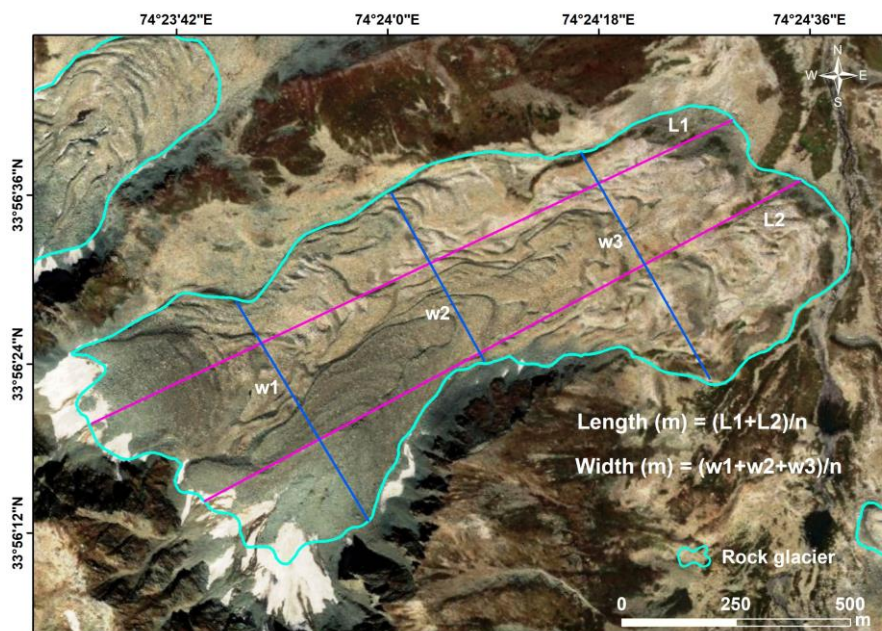 74°23'42"E 74°24'0"E 74°24'18"E 74°24'36"E
N
W E
S
L1
33°56'36"N
L2
w3
w2
33°56'24"N
w1
Length (m) = (L1+L2)/n
Width (m) = (w1+w2+w3)/n
33°56'12"N
Rock glacier
0 250 500
m